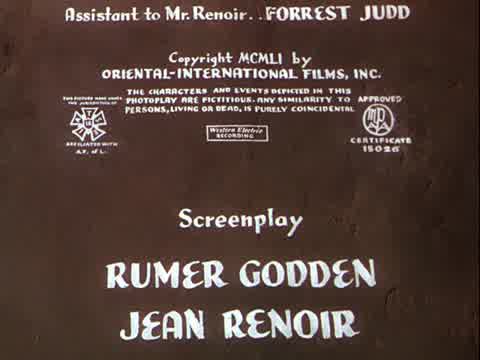 Assistant to Mr. Renoir.. FORREST JUDD
Copyright MCMLI by
ORIENTAL-INTERNATIONAL FILMS, INC.
THE CHARACTERS AND EVENTS DEPICTED IN THIS
PHOTOPLAY ARE FICTITIOUS. ANY SIMILARITY TO
PERSONS, LIVING OR DEAD, IS PURELY COINCIDENTAL
THIS PICTURE MADE UNDER
THE JURISDICTION OF
AFFILIATED WITH
A.F. of L.
Western Electric
RECORDING
APPROVED
CERTIFICATE
15026
Screenplay
RUMER GODDEN
JEAN RENOIR